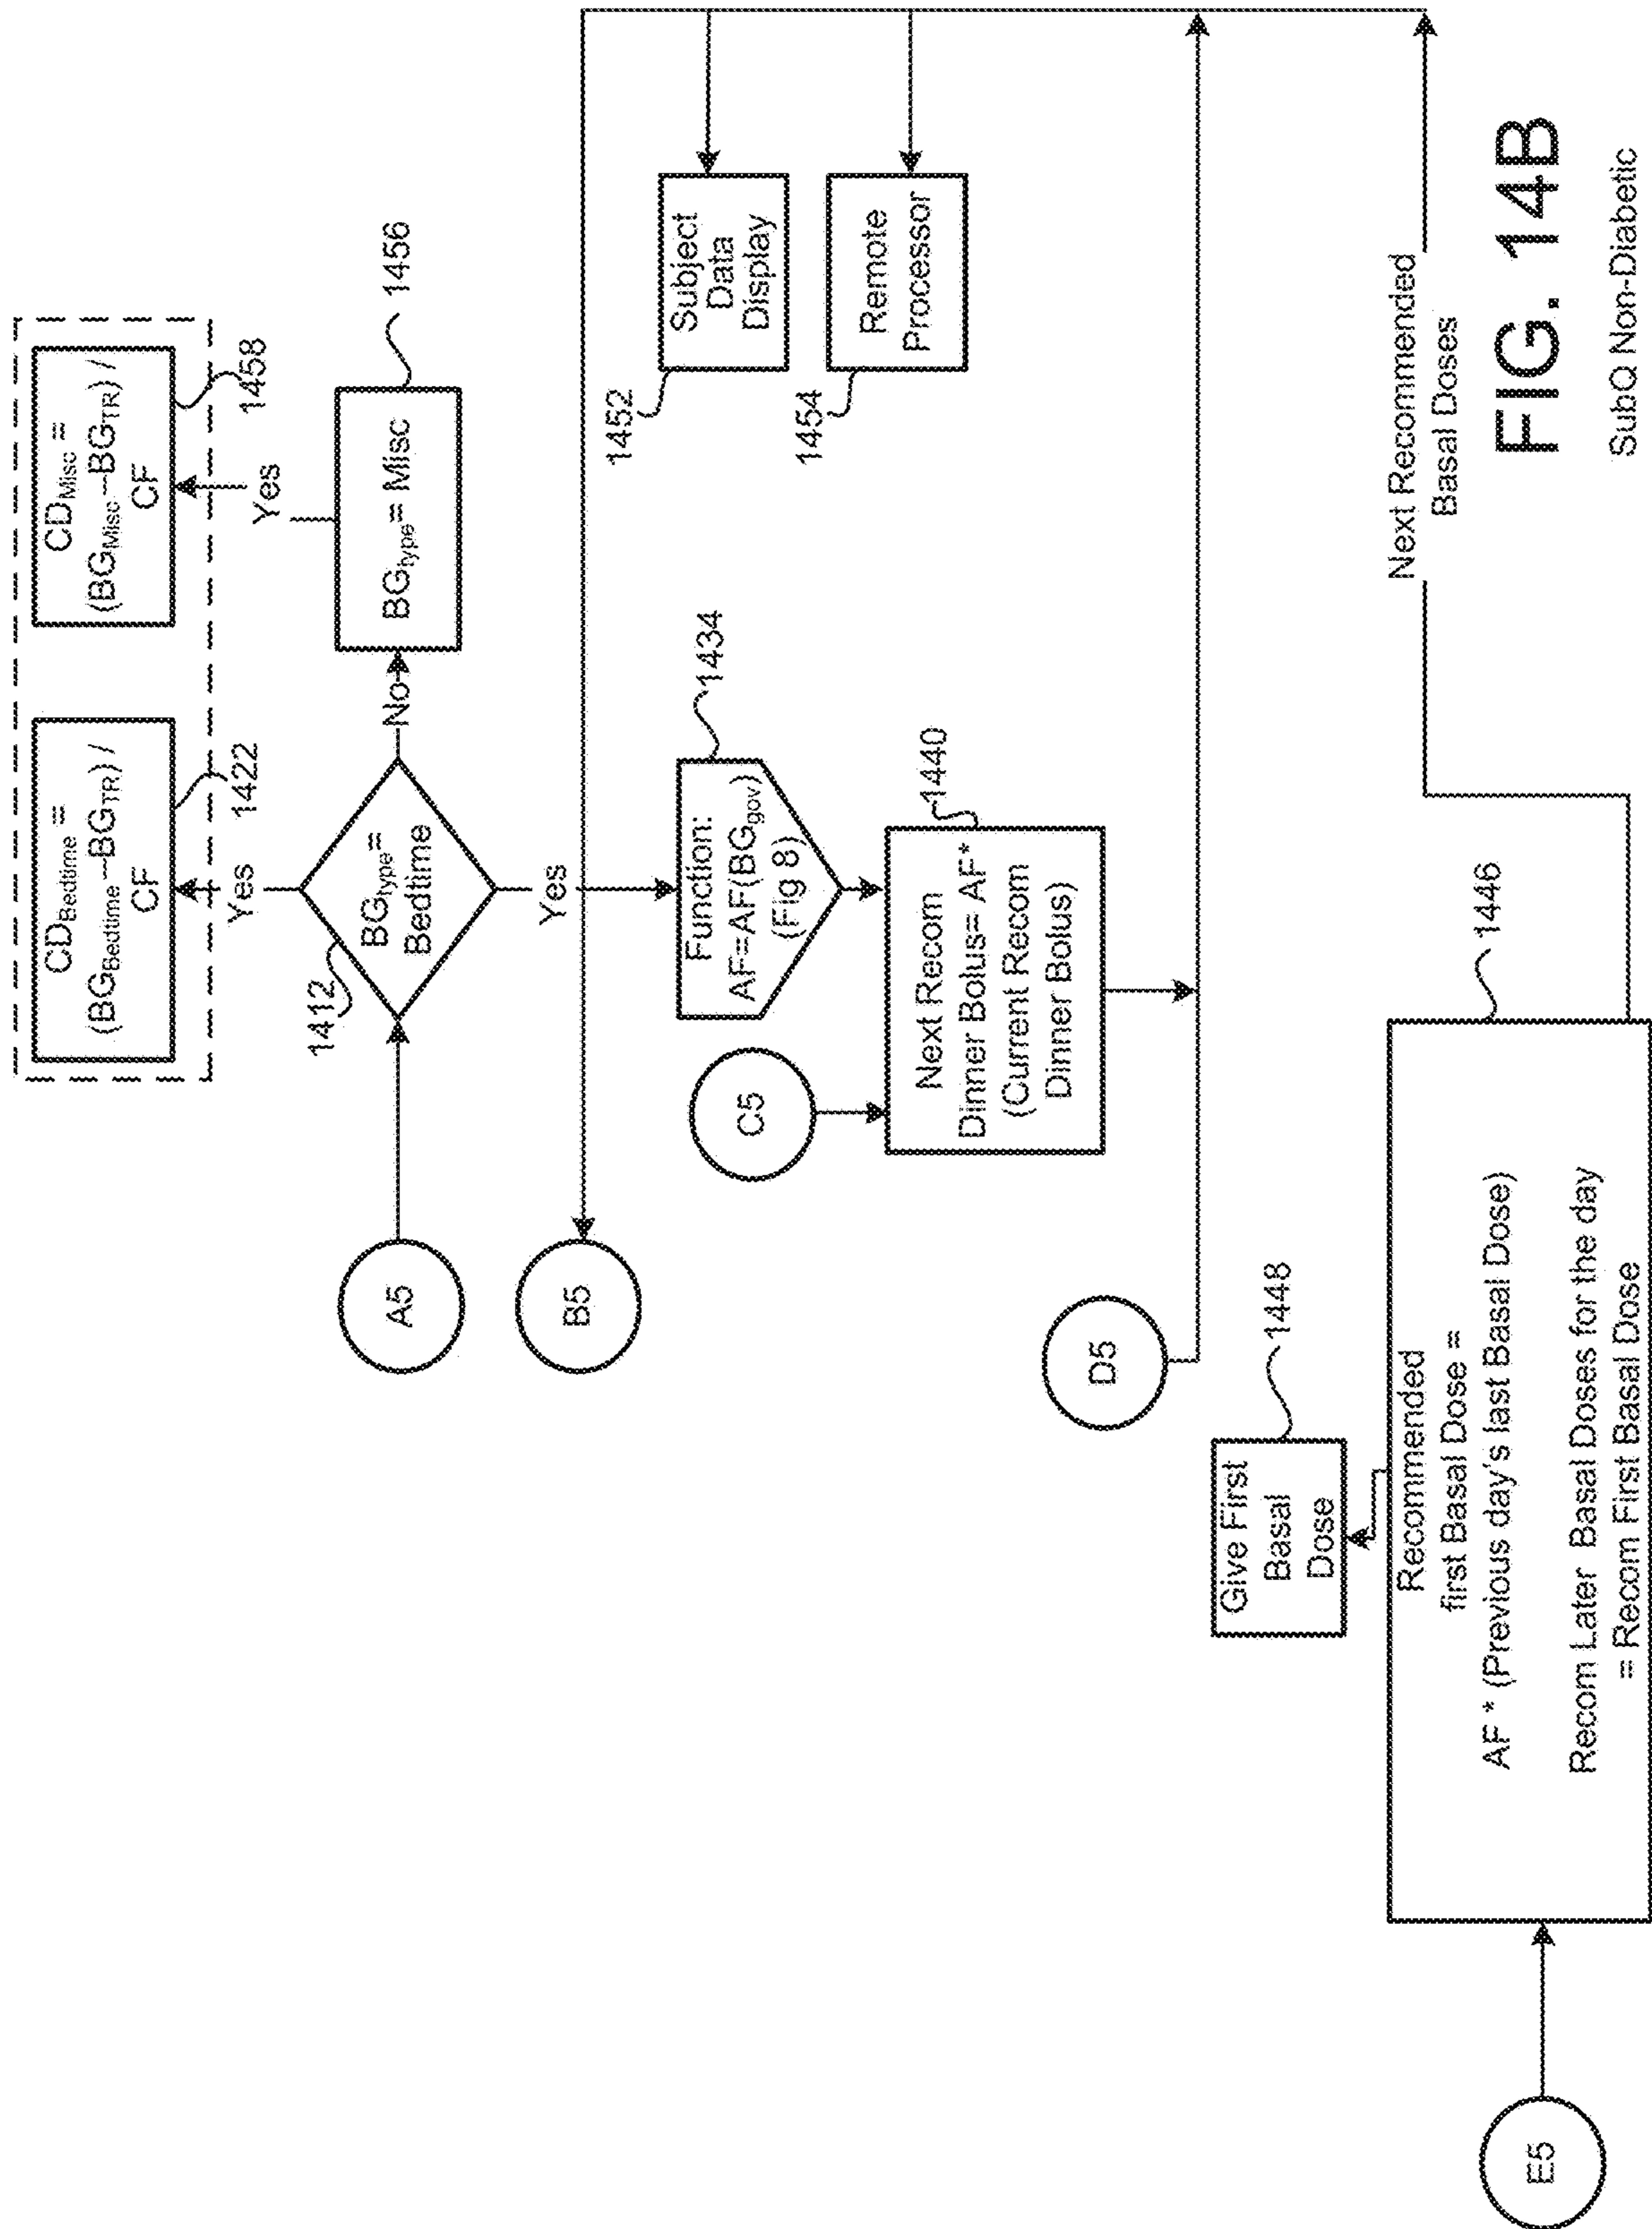 CD_Bedtime =
(BG_Bedtime--BG_TR) /
CF
1422
CD_Misc =
(BG_Misc--BG_TR) /
CF
1458
Yes
Yes
A5
1412
BG_type=
Bedtime
No
BG_type= Misc
1456
Yes
B5
C5
Function:
AF=AF(BG_gov)
(Fig 8)
1434
Subject
Data
Display
1452
Next Recom
Dinner Bolus= AF*
(Current Recom
Dinner Bolus)
1440
Remote
Processor
1454
D5
Give First
Basal
Dose
1448
Recommended
first Basal Dose =
AF * (Previous day's last Basal Dose)
Recom Later Basal Doses for the day
= Recom First Basal Dose
1446
E5
Next Recommended
Basal Doses
FIG. 14B
SubQ Non-Diabetic